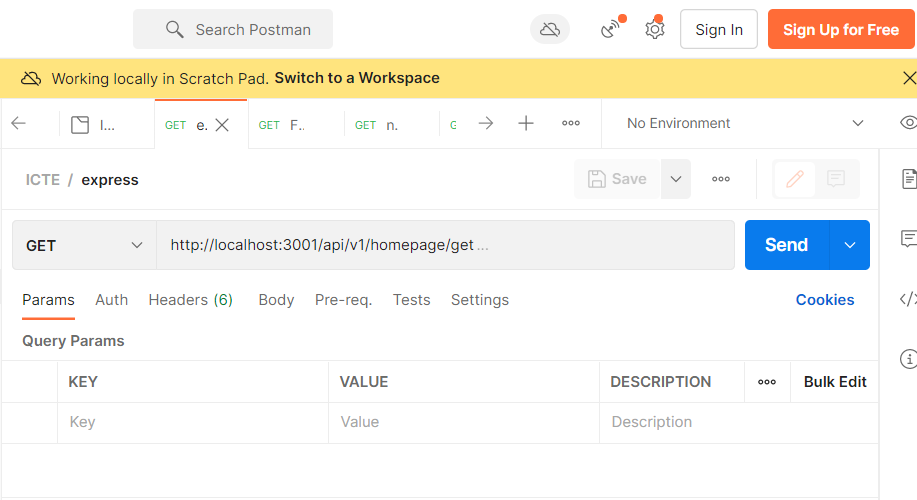 Search Postman
Sign In
Sign Up for Free
Working locally in Scratch Pad. Switch to a Workspace
I...
GET e.
GET F..
GET n.
G
No Environment
ICTE / express
Save
GET
http://localhost:3001/api/v1/homepage/get ...
Send
Params Auth Headers (6) Body Pre-req. Tests Settings
Cookies
Query Params
KEY VALUE DESCRIPTION Bulk Edit
Key Value Description